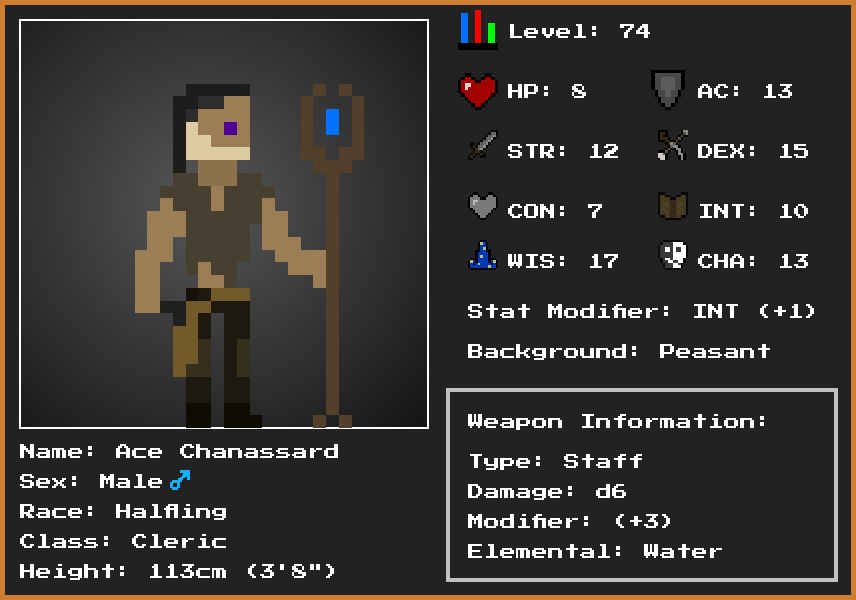 Level: 74
HP: 8
AC: 13
STR: 12
DEX: 15
CON: 7
INT: 10
WIS: 17
CHA: 13
Stat Modifier: INT (+1)
Background: Peasant
Weapon Information:
Type: Staff
Damage: d6
Modifier: (+3)
Elemental: Water
Name: Ace Chanassard
Sex: Male♂
Race: Halfling
Class: Cleric
Height: 113cm (3'8")